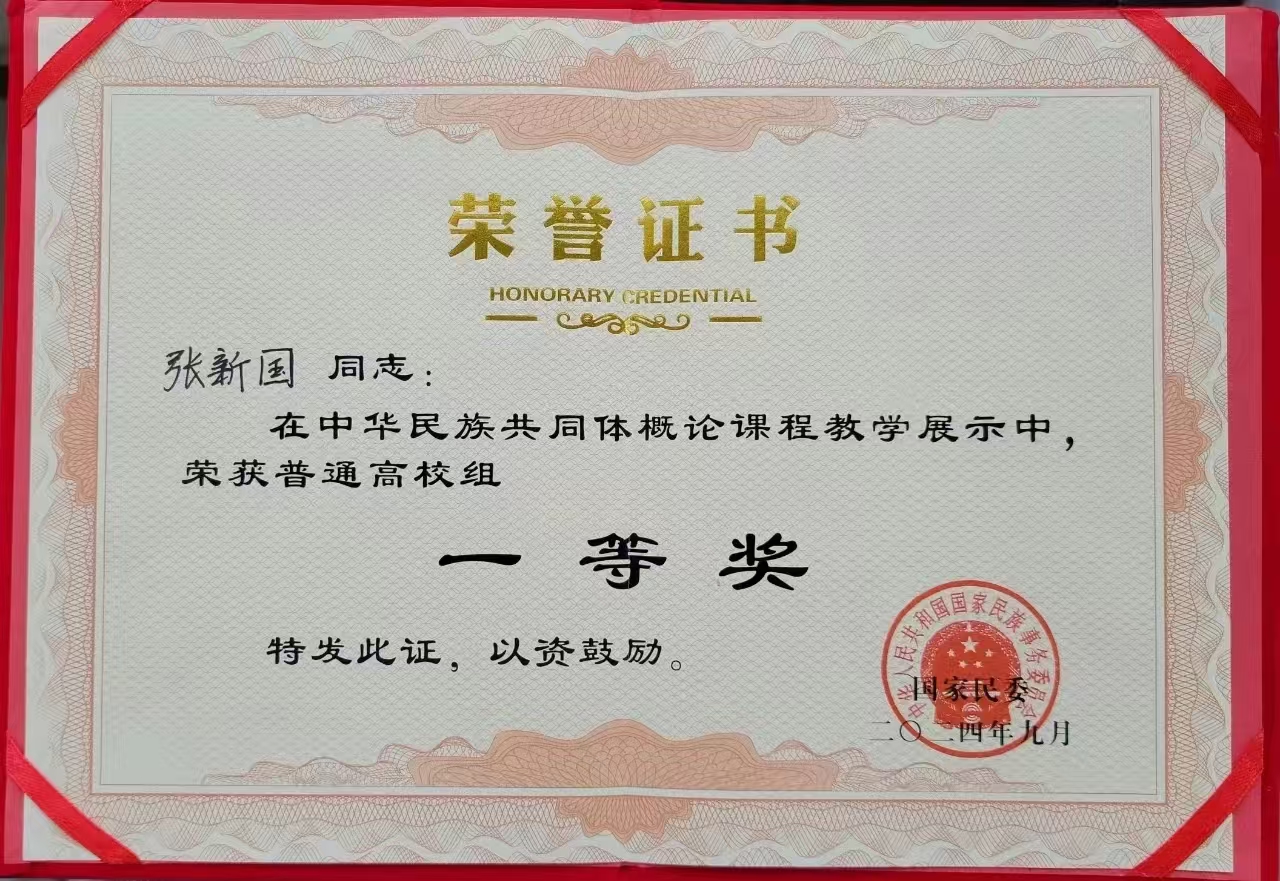 荣誉证书
HONORARY CREDENTIAL
张新国 同志：
在中华民族共同体概论课程教学展示中，
荣获普通高校组
一等奖
特发此证，以资鼓励。
中华人民共和国国家民族事务委员会
国家民委
二〇二四年九月